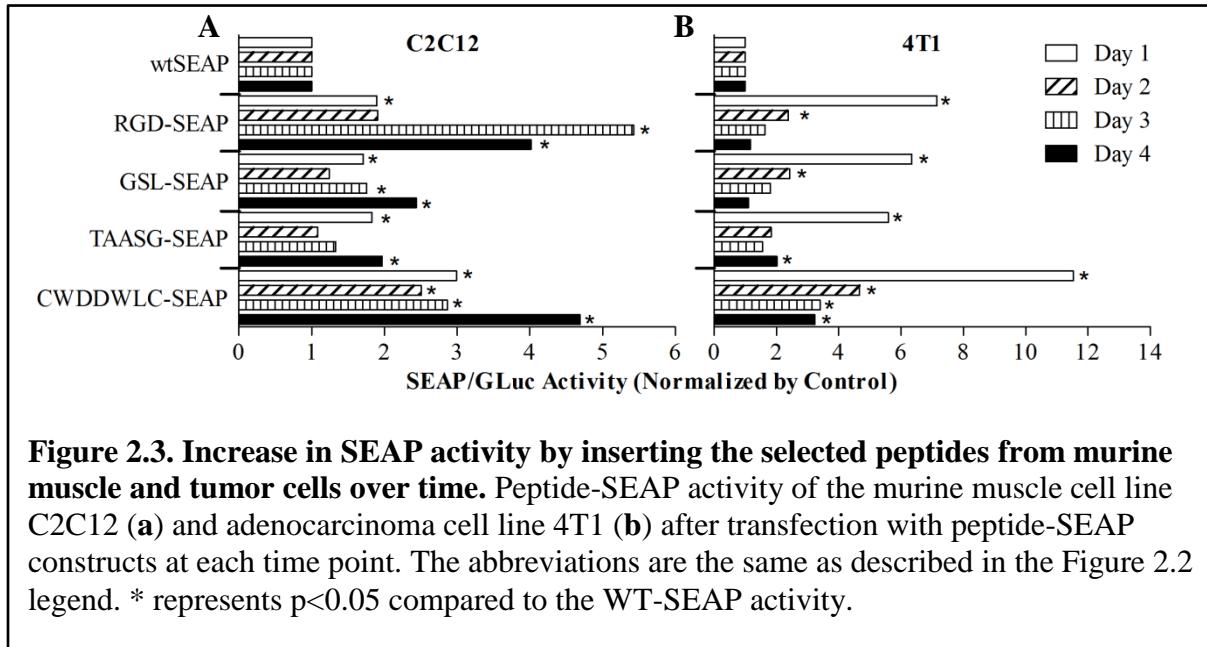 A
C2C12
B
4T1
Day 1
Day 2
Day 3
Day 4
wtSEAP
RGD-SEAP
*
*
*
*
*
GSL-SEAP
*
*
*
*
*
TAASG-SEAP
*
*
*
*
CWDDWLC-SEAP
*
*
*
*
*
*
*
*
0 1 2 3 4 5 6
0 2 4 6 8 10 12 14
SEAP/GLuc Activity (Normalized by Control)
Figure 2.3. Increase in SEAP activity by inserting the selected peptides from murine
muscle and tumor cells over time. Peptide-SEAP activity of the murine muscle cell line
C2C12 (a) and adenocarcinoma cell line 4T1 (b) after transfection with peptide-SEAP
constructs at each time point. The abbreviations are the same as described in the Figure 2.2
legend. * represents p<0.05 compared to the WT-SEAP activity.